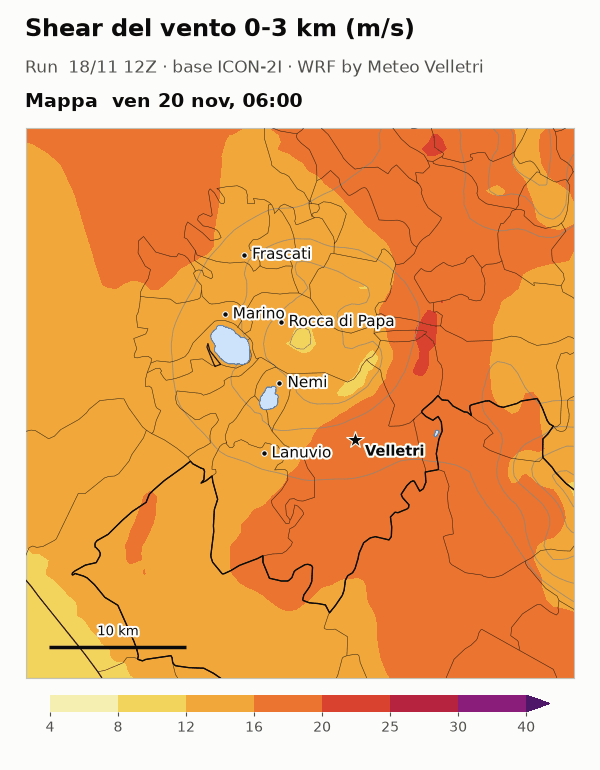 Shear del vento 0-3 km (m/s)
Run  18/11 12Z · base ICON-2I · WRF by Meteo Velletri
Mappa  ven 20 nov, 06:00
Frascati
Marino
Rocca di Papa
Nemi
Velletri
Lanuvio
10 km
4 8 12 16 20 25 30 40